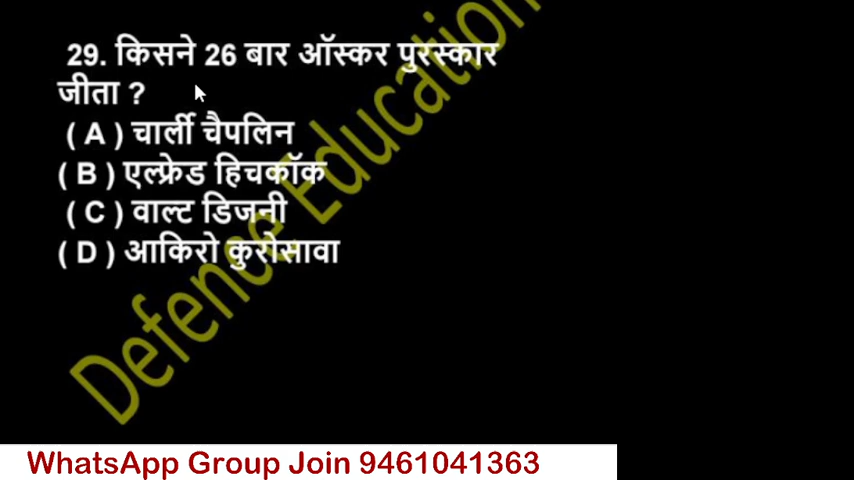 29. किसने 26 बार ऑस्कर पुरस्कार
जीता ?
( A ) चार्ली चैपलिन
( B ) एल्फ्रेड हिचकॉक
( C ) वाल्ट डिजनी
( D ) आकिरो कुरोसावा
Defence Education
WhatsApp Group Join 9461041363